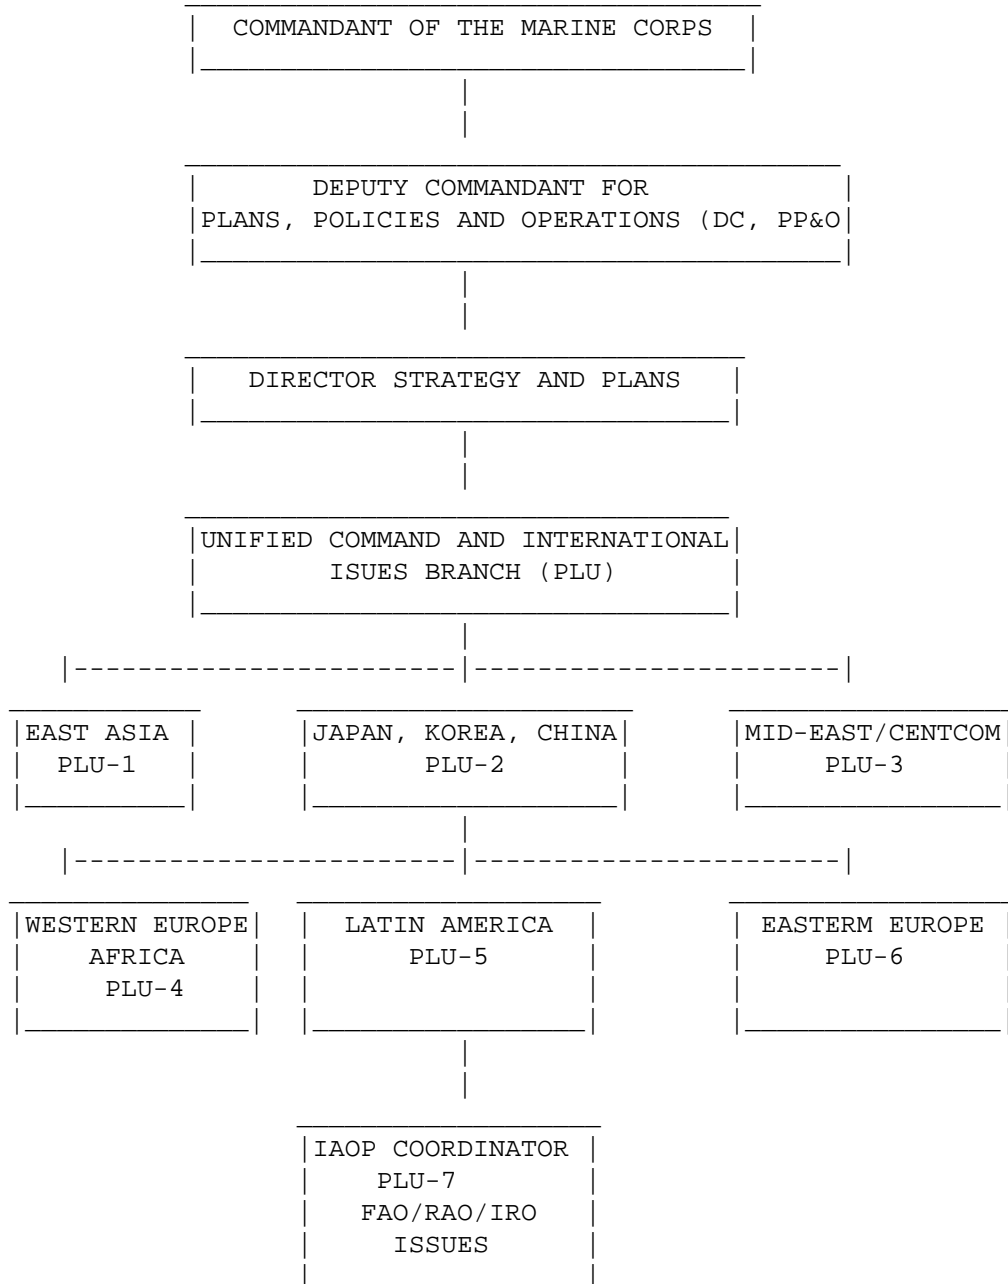 COMMANDANT OF THE MARINE CORPS
DEPUTY COMMANDANT FOR
PLANS, POLICIES AND OPERATIONS (DC, PP&O
DIRECTOR STRATEGY AND PLANS
UNIFIED COMMAND AND INTERNATIONAL
ISUES BRANCH (PLU)
EAST ASIA
PLU-1
JAPAN, KOREA, CHINA
PLU-2
MID-EAST/CENTCOM
PLU-3
WESTERN EUROPE
AFRICA
PLU-4
LATIN AMERICA
PLU-5
EASTERM EUROPE
PLU-6
IAOP COORDINATOR
PLU-7
FAO/RAO/IRO
ISSUES